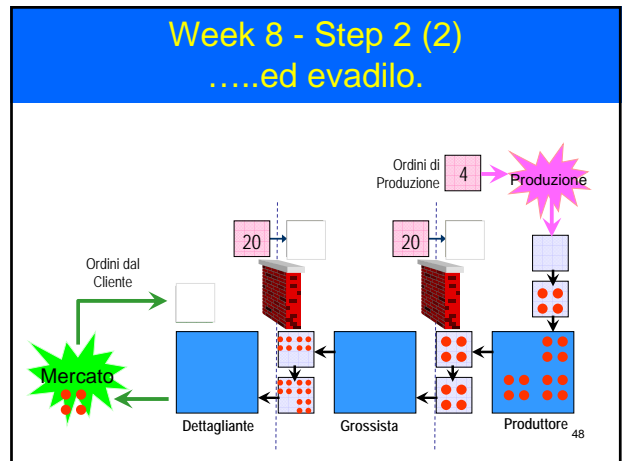 Week 8 - Step 2 (2)
…..ed evadilo.
Ordini di
Produzione
4
Produzione
20
20
Ordini dal
Cliente
Mercato
Dettagliante
Grossista
Produttore
48